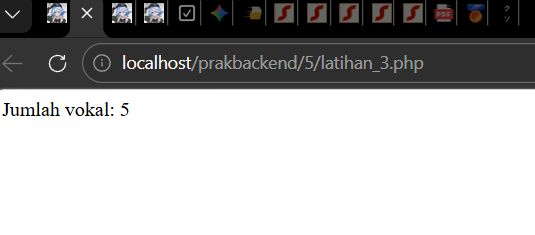 localhost/prakbackend/5/latihan_3.php
Jumlah vokal: 5